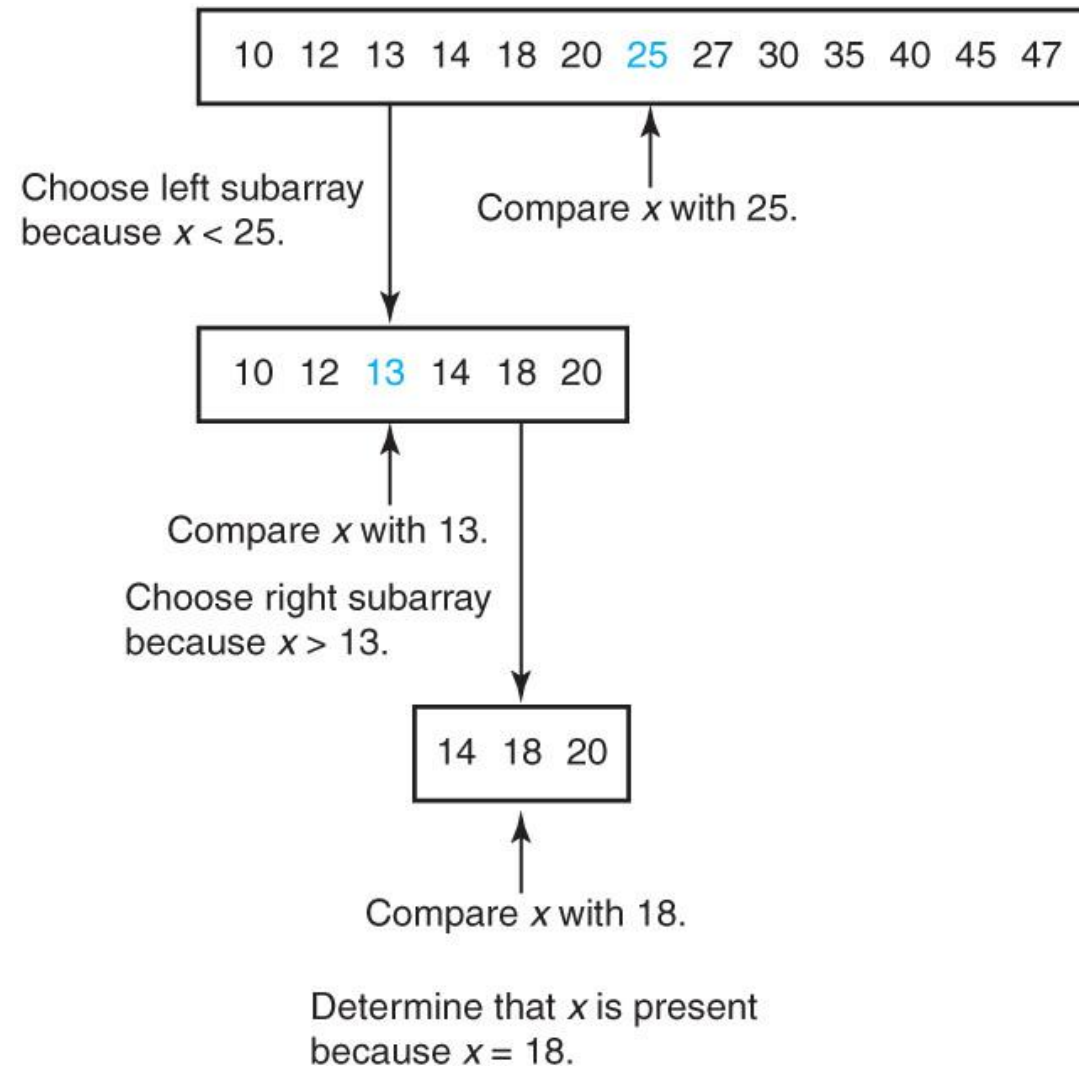 10 12 13 14 18 20 25 27 30 35 40 45 47
Choose left subarray
because x < 25.
Compare x with 25.
10 12 13 14 18 20
Compare x with 13.
Choose right subarray
because x > 13.
14 18 20
Compare x with 18.
Determine that x is present
because x = 18.